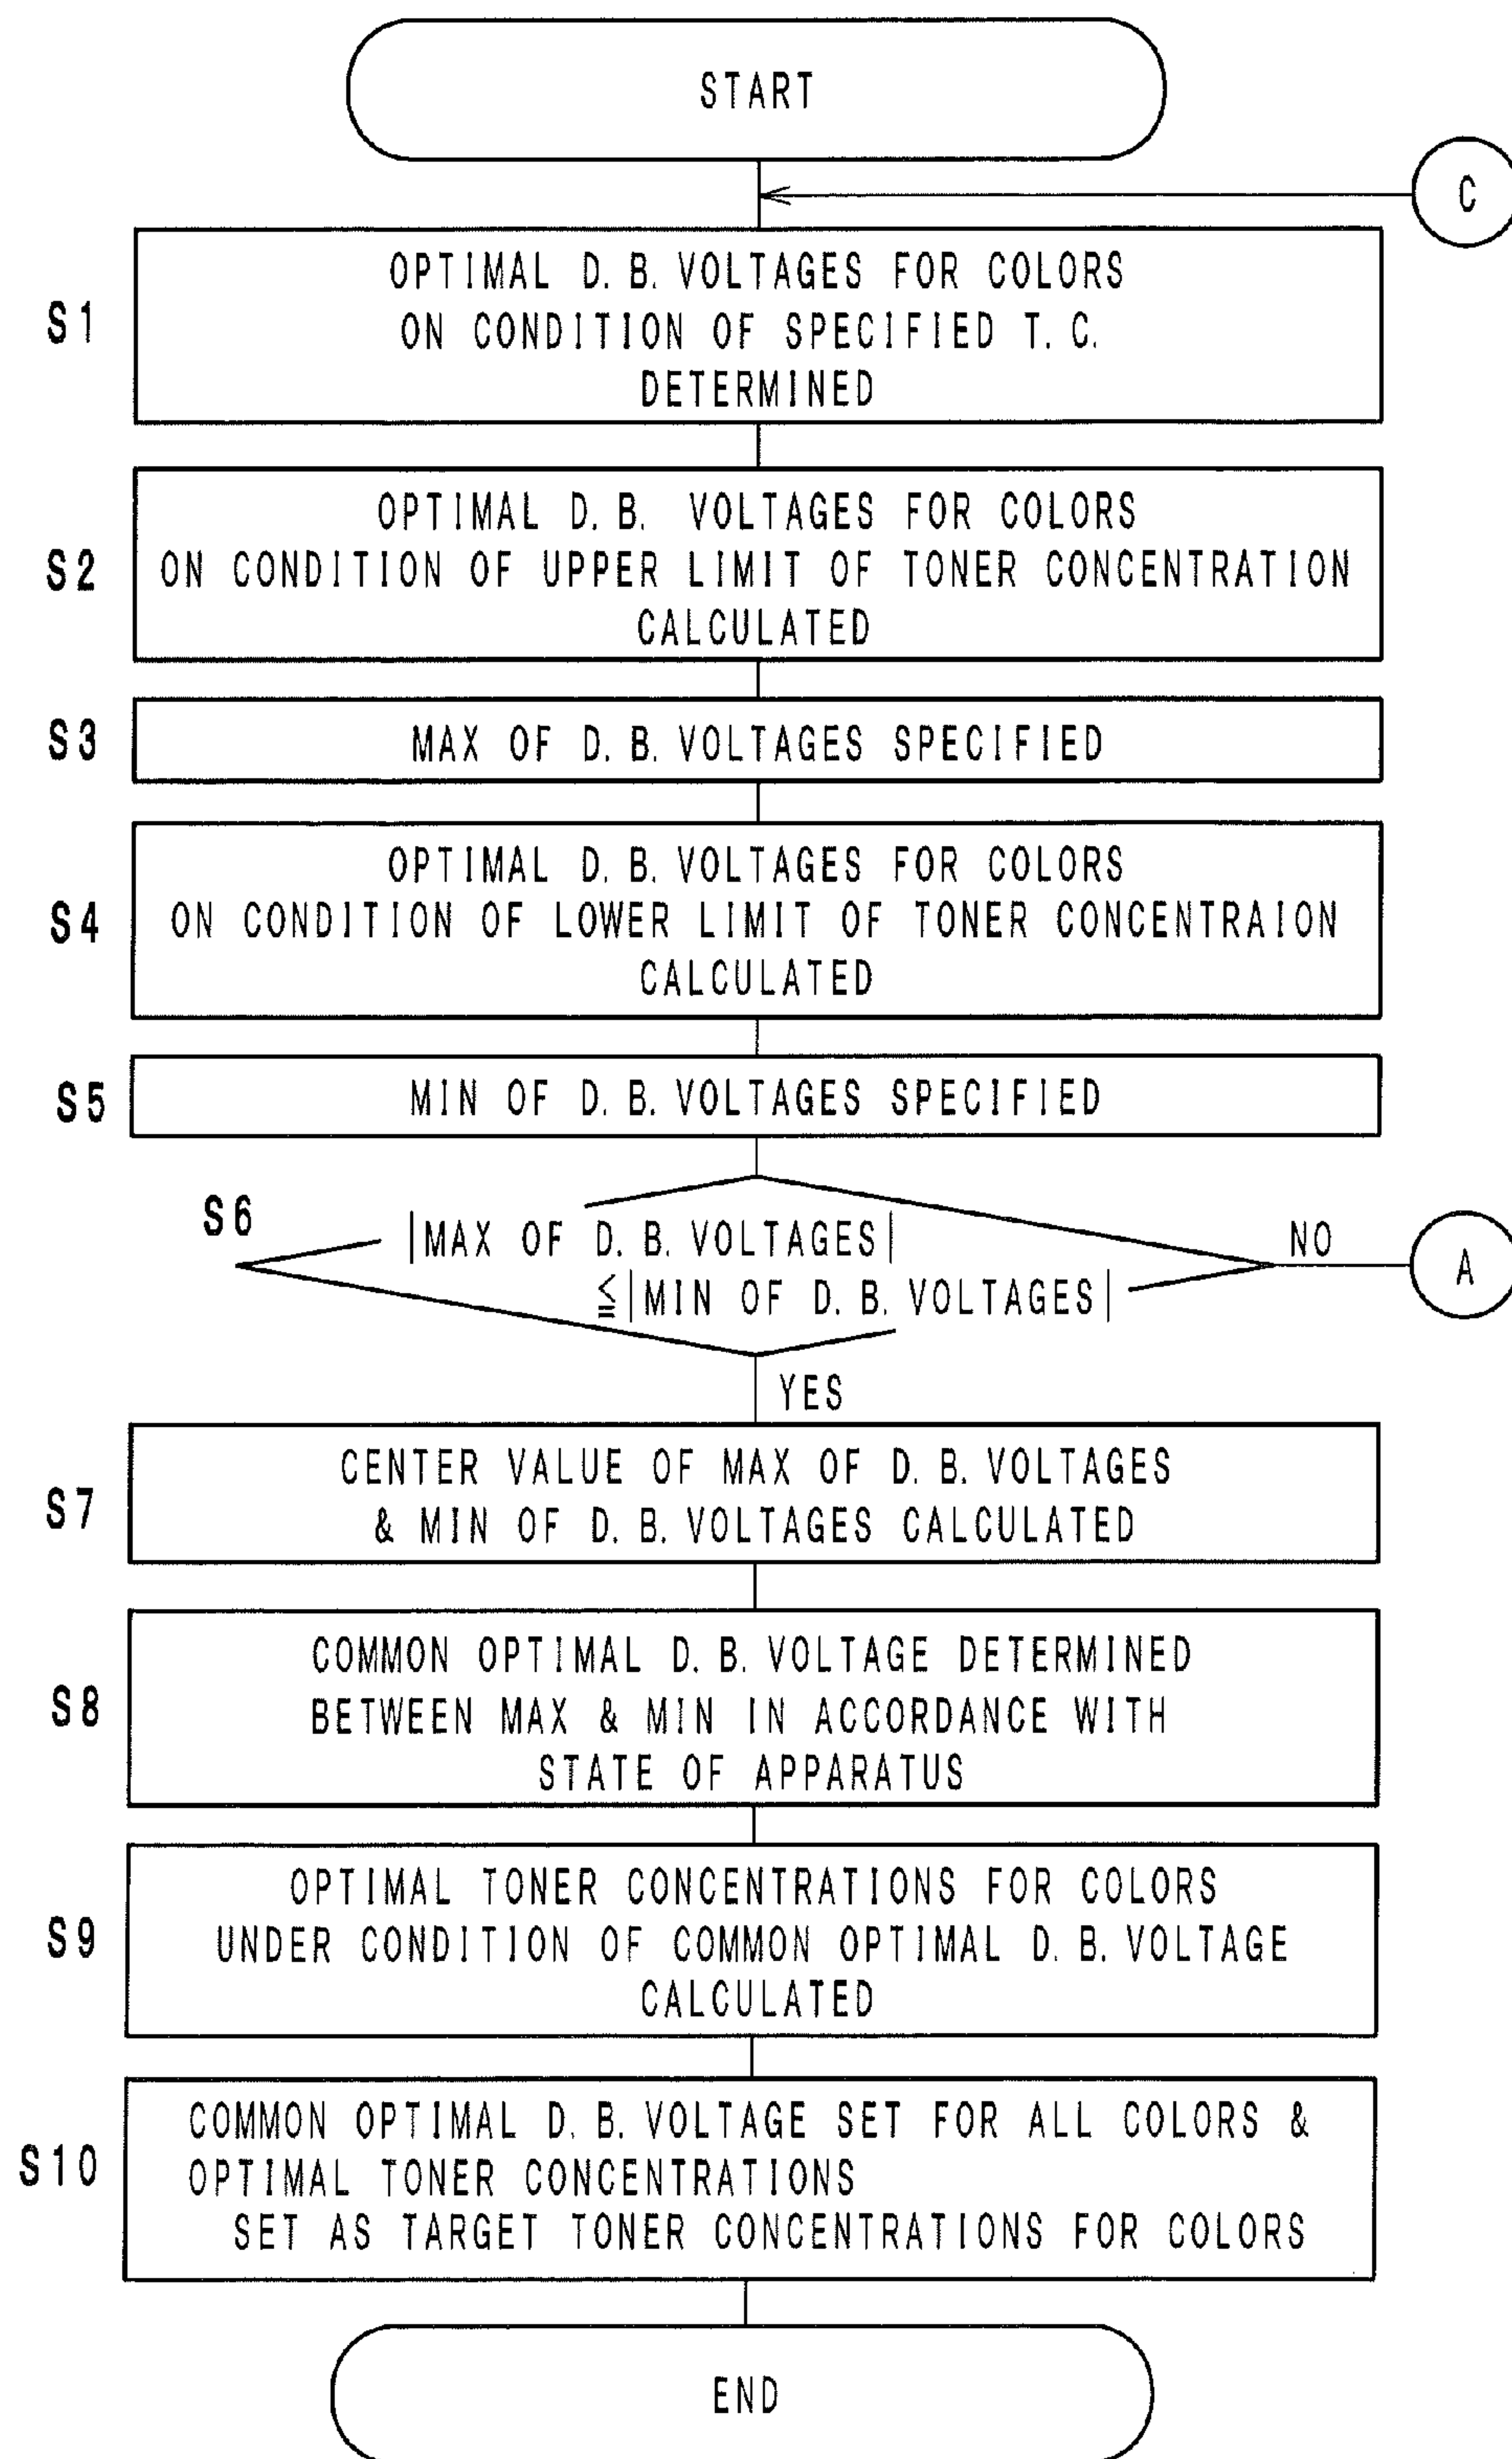 START
C
S1
OPTIMAL D. B. VOLTAGES FOR COLORS
ON CONDITION OF SPECIFIED T. C.
DETERMINED
S2
OPTIMAL D. B. VOLTAGES FOR COLORS
ON CONDITION OF UPPER LIMIT OF TONER CONCENTRATION
CALCULATED
S3
MAX OF D. B. VOLTAGES SPECIFIED
S4
OPTIMAL D. B. VOLTAGES FOR COLORS
ON CONDITION OF LOWER LIMIT OF TONER CONCENTRAION
CALCULATED
S5
MIN OF D. B. VOLTAGES SPECIFIED
S6
|MAX OF D. B. VOLTAGES|
≦|MIN OF D. B. VOLTAGES|
NO
A
YES
S7
CENTER VALUE OF MAX OF D. B. VOLTAGES
& MIN OF D. B. VOLTAGES CALCULATED
S8
COMMON OPTIMAL D. B. VOLTAGE DETERMINED
BETWEEN MAX & MIN IN ACCORDANCE WITH
STATE OF APPARATUS
S9
OPTIMAL TONER CONCENTRATIONS FOR COLORS
UNDER CONDITION OF COMMON OPTIMAL D. B. VOLTAGE
CALCULATED
S10
COMMON OPTIMAL D. B. VOLTAGE SET FOR ALL COLORS &
OPTIMAL TONER CONCENTRATIONS
SET AS TARGET TONER CONCENTRATIONS FOR COLORS
END